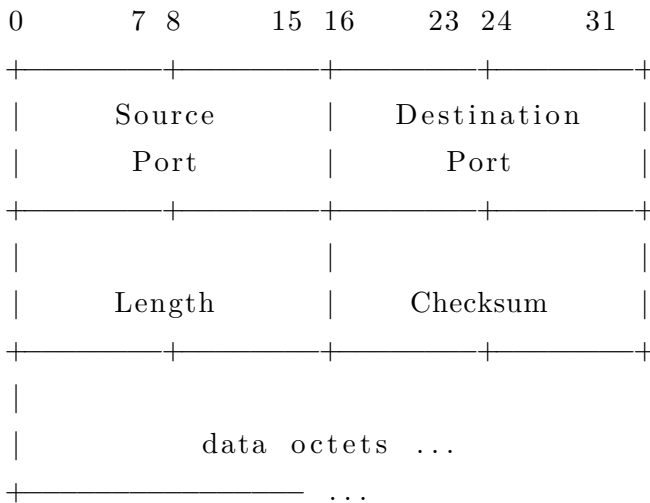 0 7 8 15 16 23 24 31
+--------+--------+--------+--------+
| Source | Destination |
| Port | Port |
+--------+--------+--------+--------+
| | |
| Length | Checksum |
+--------+--------+--------+--------+
|
| data octets ...
+---------------- ...